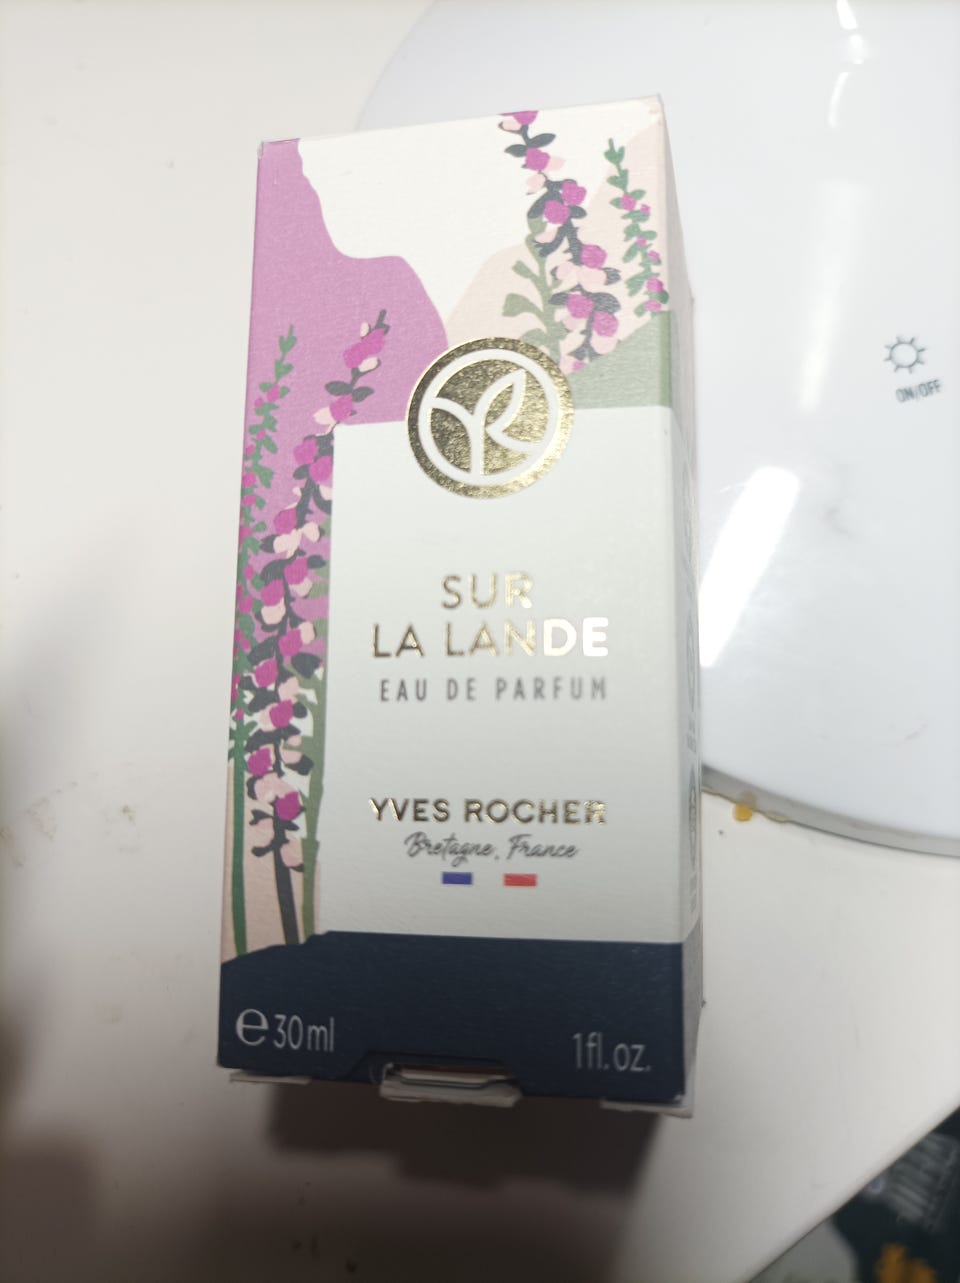 ON/OFF
SUR
LA LANDE
EAU DE PARFUM
YVES ROCHER
Bretagne, France
℮30ml
1fl.oz.